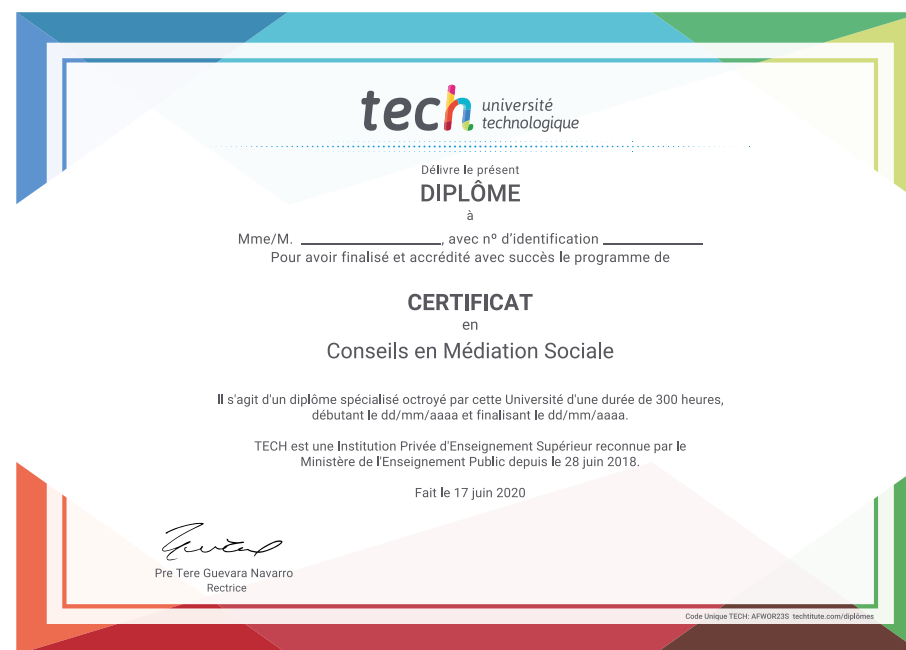 tech université
technologique
Délivre le présent
DIPLÔME
à
Mme/M. ____________________, avec nº d'identification ______________
Pour avoir finalisé et accrédité avec succès le programme de
CERTIFICAT
en
Conseils en Médiation Sociale
Il s'agit d'un diplôme spécialisé octroyé par cette Université d'une durée de 300 heures,
débutant le dd/mm/aaaa et finalisant le dd/mm/aaaa.
TECH est une Institution Privée d'Enseignement Supérieur reconnue par le
Ministère de l'Enseignement Public depuis le 28 juin 2018.
Fait le 17 juin 2020
Pre Tere Guevara Navarro
Rectrice
Code Unique TECH: AFWOR23S techtitute.com/diplômes